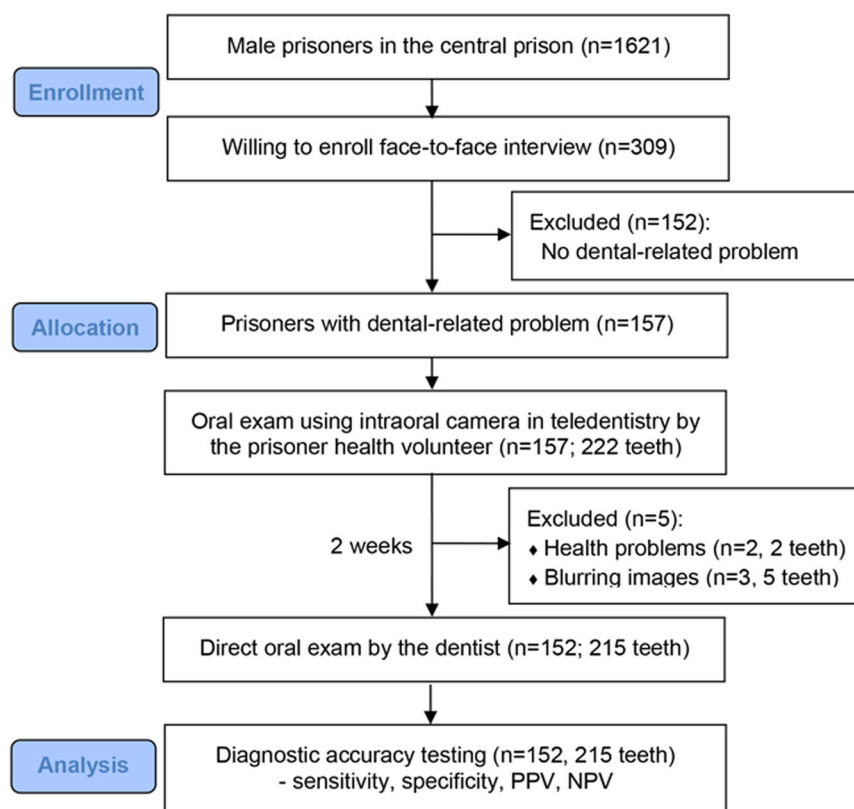 Male prisoners in the central prison (n=1621)
Enrollment
Willing to enroll face-to-face interview (n=309)
Excluded (n=152):
No dental-related problem
Allocation
Prisoners with dental-related problem (n=157)
Oral exam using intraoral camera in teledentistry by
the prisoner health volunteer (n=157; 222 teeth)
2 weeks
Excluded (n=5):
♦ Health problems (n=2, 2 teeth)
♦ Blurring images (n=3, 5 teeth)
Direct oral exam by the dentist (n=152; 215 teeth)
Analysis
Diagnostic accuracy testing (n=152, 215 teeth)
- sensitivity, specificity, PPV, NPV